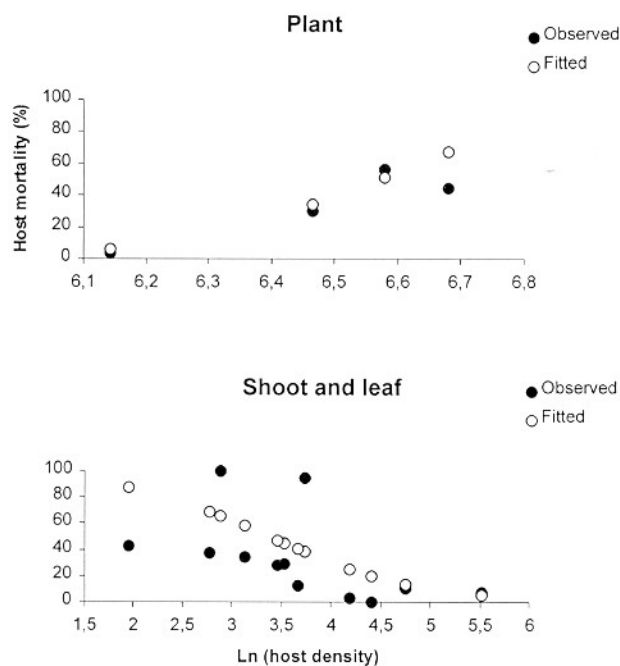 Plant
Observed
Fitted
Host mortality (%)
100
80
60
40
20
0
6,1 6,2 6,3 6,4 6,5 6,6 6,7 6,8
Shoot and leaf
Observed
Fitted
100
80
60
40
20
0
1,5 2 2,5 3 3,5 4 4,5 5 5,5 6
Ln (host density)